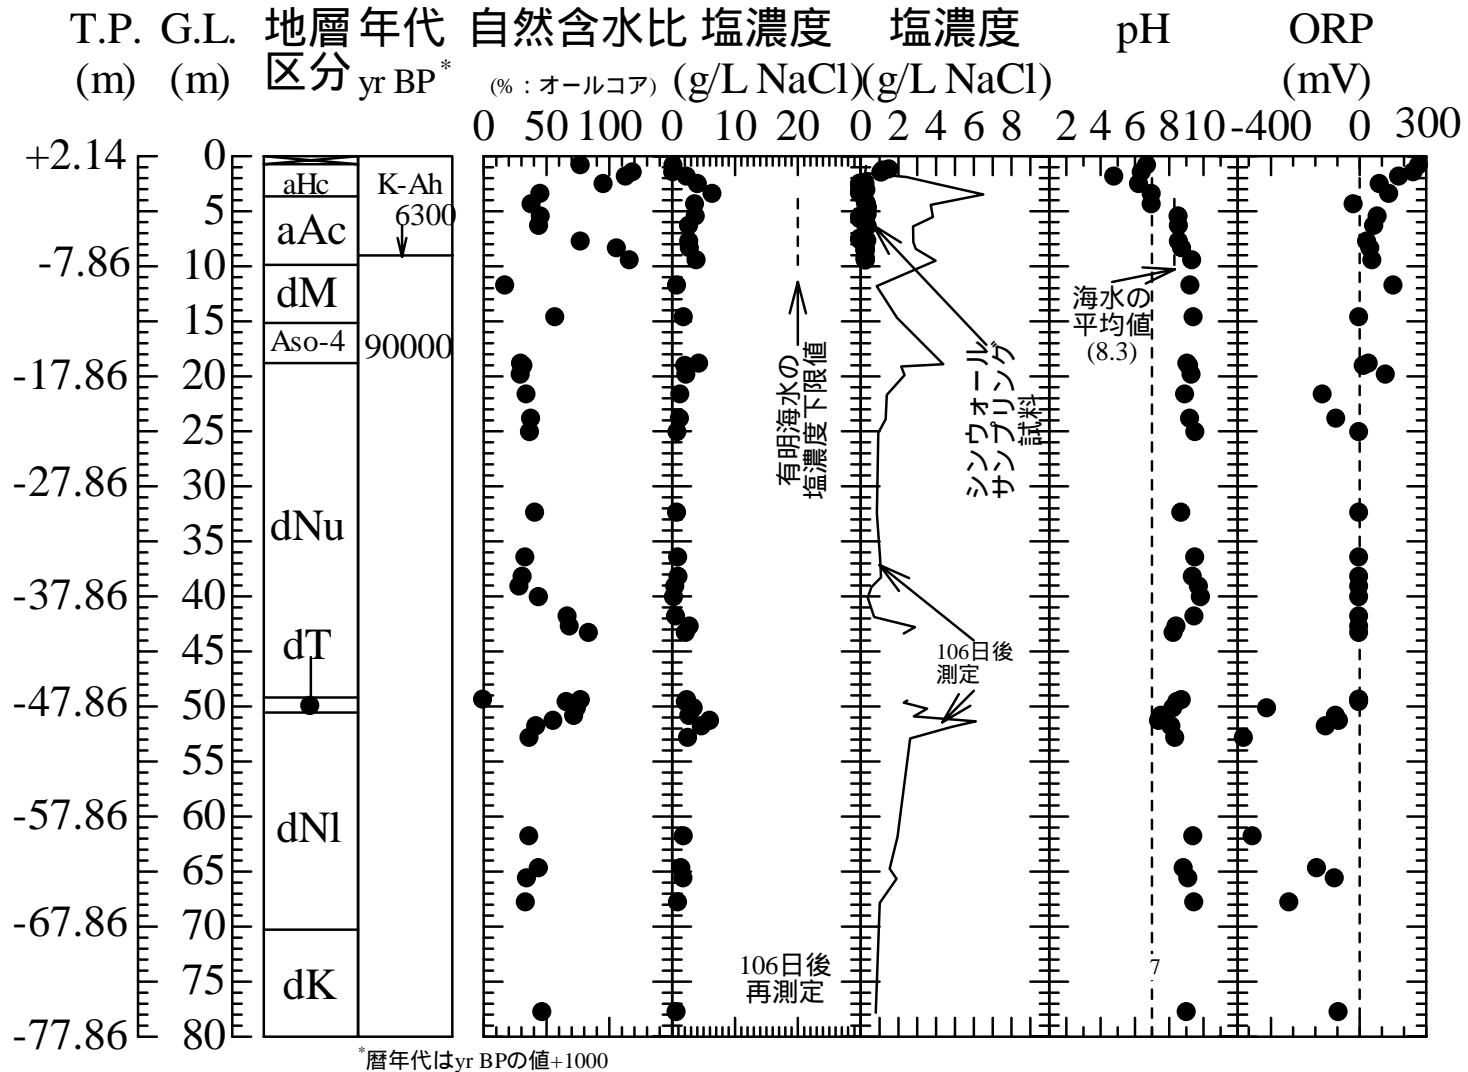 T.P. G.L. 地層 年代 自然含水比 塩濃度 塩濃度 pH ORP
(m) (m) 区分 yr BP* (%：オールコア) (g/L NaCl) (g/L NaCl) (mV)
0 50 100 0 10 20 0 2 4 6 8 2 4 6 8 10 -400 0 300
+2.14 0
aHc K-Ah
5 6300
aAc
-7.86 10
dM
15
Aso-4 90000
-17.86 20
25
-27.86 30
dNu
35
-37.86 40
dT
45
-47.86 50
55
-57.86 60
dNl
65
-67.86 70
75
dK
-77.86 80
有明海水の
塩濃度下限値
シンウォール
サンプリング
試料
海水の
平均値
(8.3)
106日後
測定
106日後
再測定
7
*暦年代はyr BPの値+1000